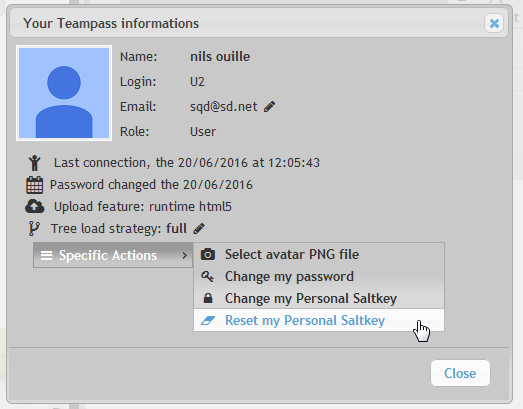 Your Teampass informations
Name: nils ouille
Login: U2
Email: sqd@sd.net
Role: User
Last connection, the 20/06/2016 at 12:05:43
Password changed the 20/06/2016
Upload feature: runtime html5
Tree load strategy: full
Specific Actions
Select avatar PNG file
Change my password
Change my Personal Saltkey
Reset my Personal Saltkey
Close